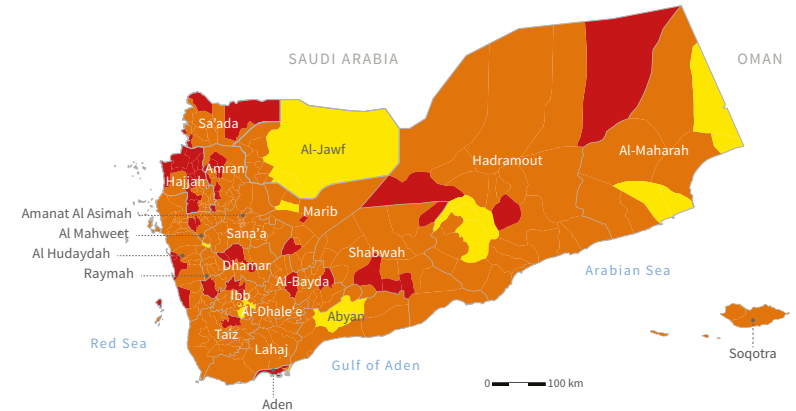 SAUDI ARABIA
OMAN
Sa'ada
Al-Jawf
Amran
Hajjah
Hadramout
Al-Maharah
Amanat Al Asimah
Marib
Al Mahweet
Sana'a
Al Hudaydah
Shabwah
Raymah
Dhamar
Al-Bayda
Arabian Sea
Ibb
Al-Dhale'e
Abyan
Taiz
Red Sea
Lahaj
Gulf of Aden
Soqotra
0 100 km
Aden